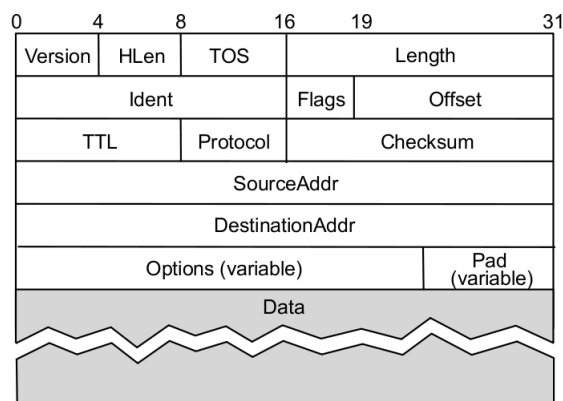 0 4 8 16 19 31
Version HLen TOS Length
Ident Flags Offset
TTL Protocol Checksum
SourceAddr
DestinationAddr
Options (variable) Pad
(variable)
Data